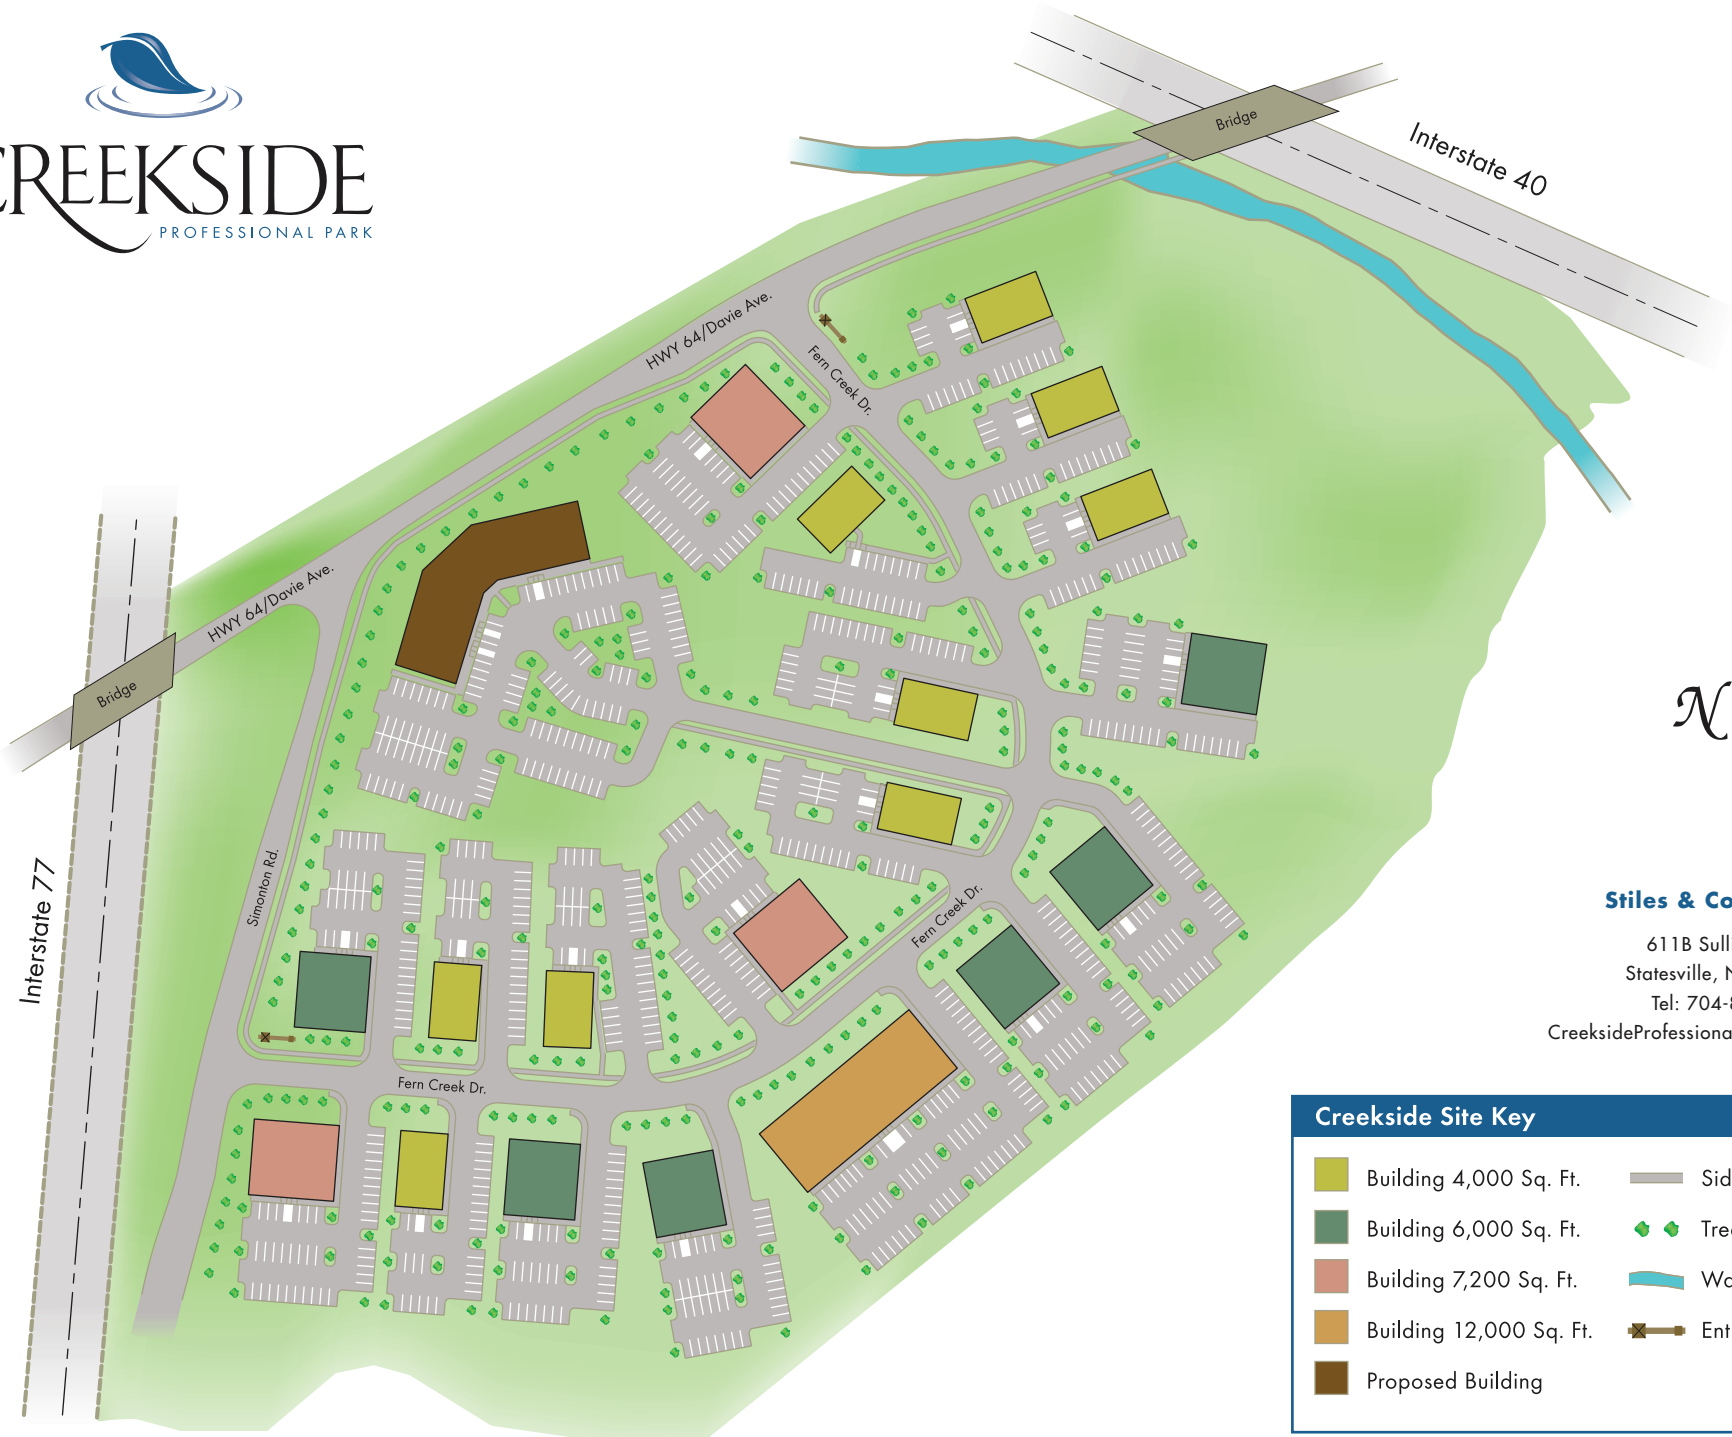 CREEKSIDE
PROFESSIONAL PARK
Bridge
Interstate 40
HWY 64/Davie Ave.
Fern Creek Dr.
HWY 64/Davie Ave.
Bridge
Interstate 77
Simonton Rd.
Fern Creek Dr.
Fern Creek Dr.
N
Stiles & Co
611B Sulli
Statesville, N
Tel: 704-8
CreeksideProfessiona
Creekside Site Key
Building 4,000 Sq. Ft.
Building 6,000 Sq. Ft.
Building 7,200 Sq. Ft.
Building 12,000 Sq. Ft.
Proposed Building
Sid
Tree
Wa
Ent